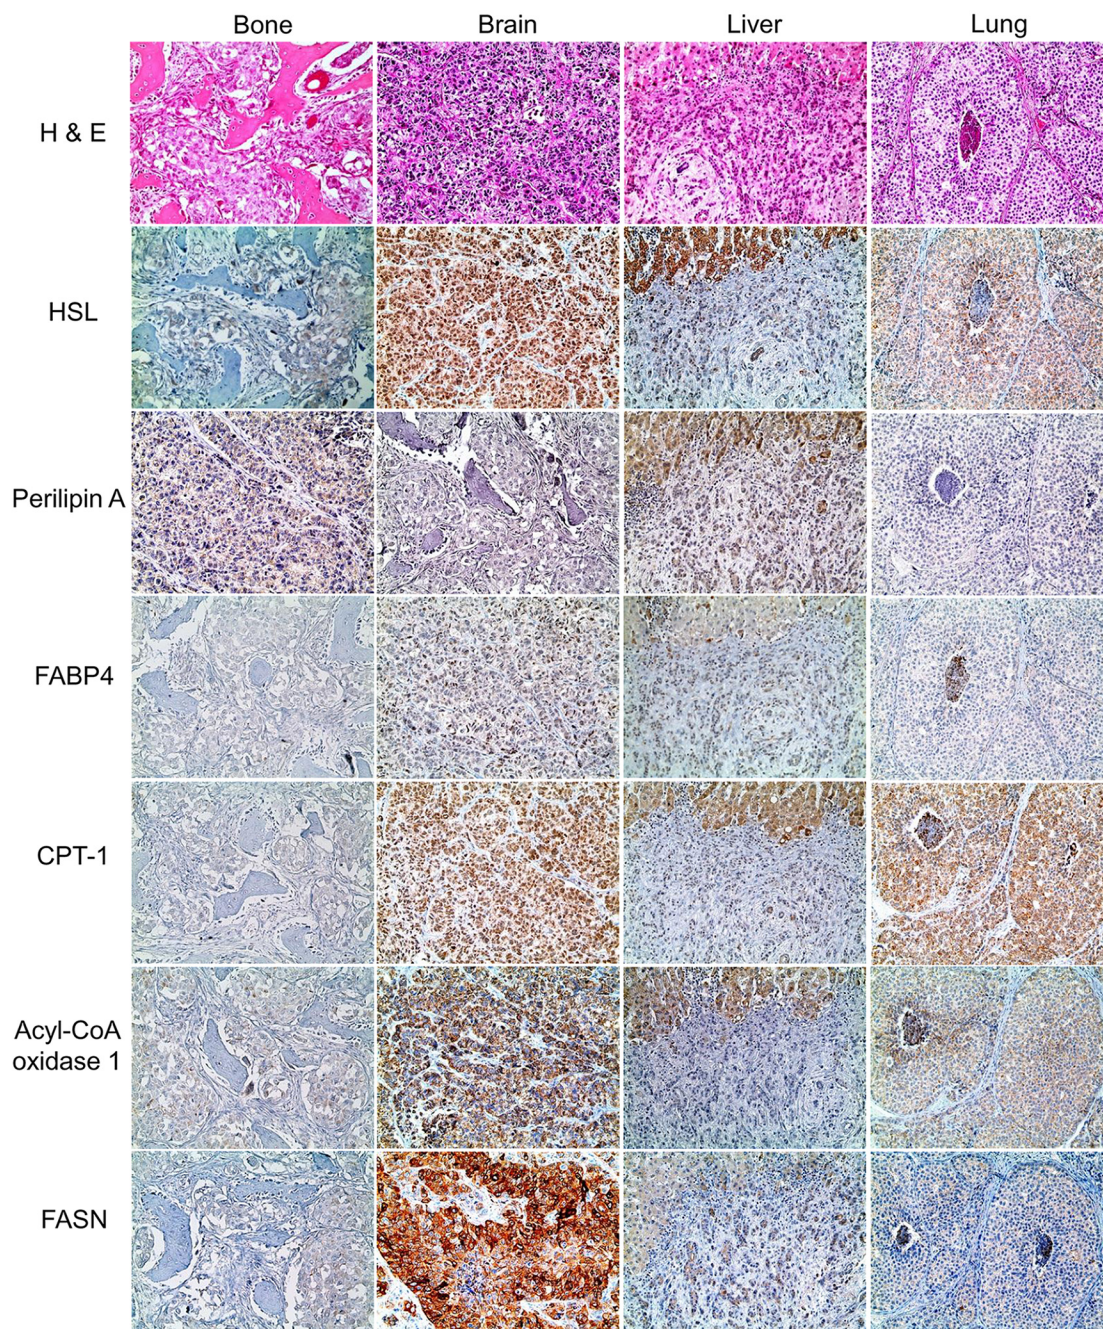 Bone Brain Liver Lung
H & E
HSL
Perilipin A
FABP4
CPT-1
Acyl-CoA
oxidase 1
FASN